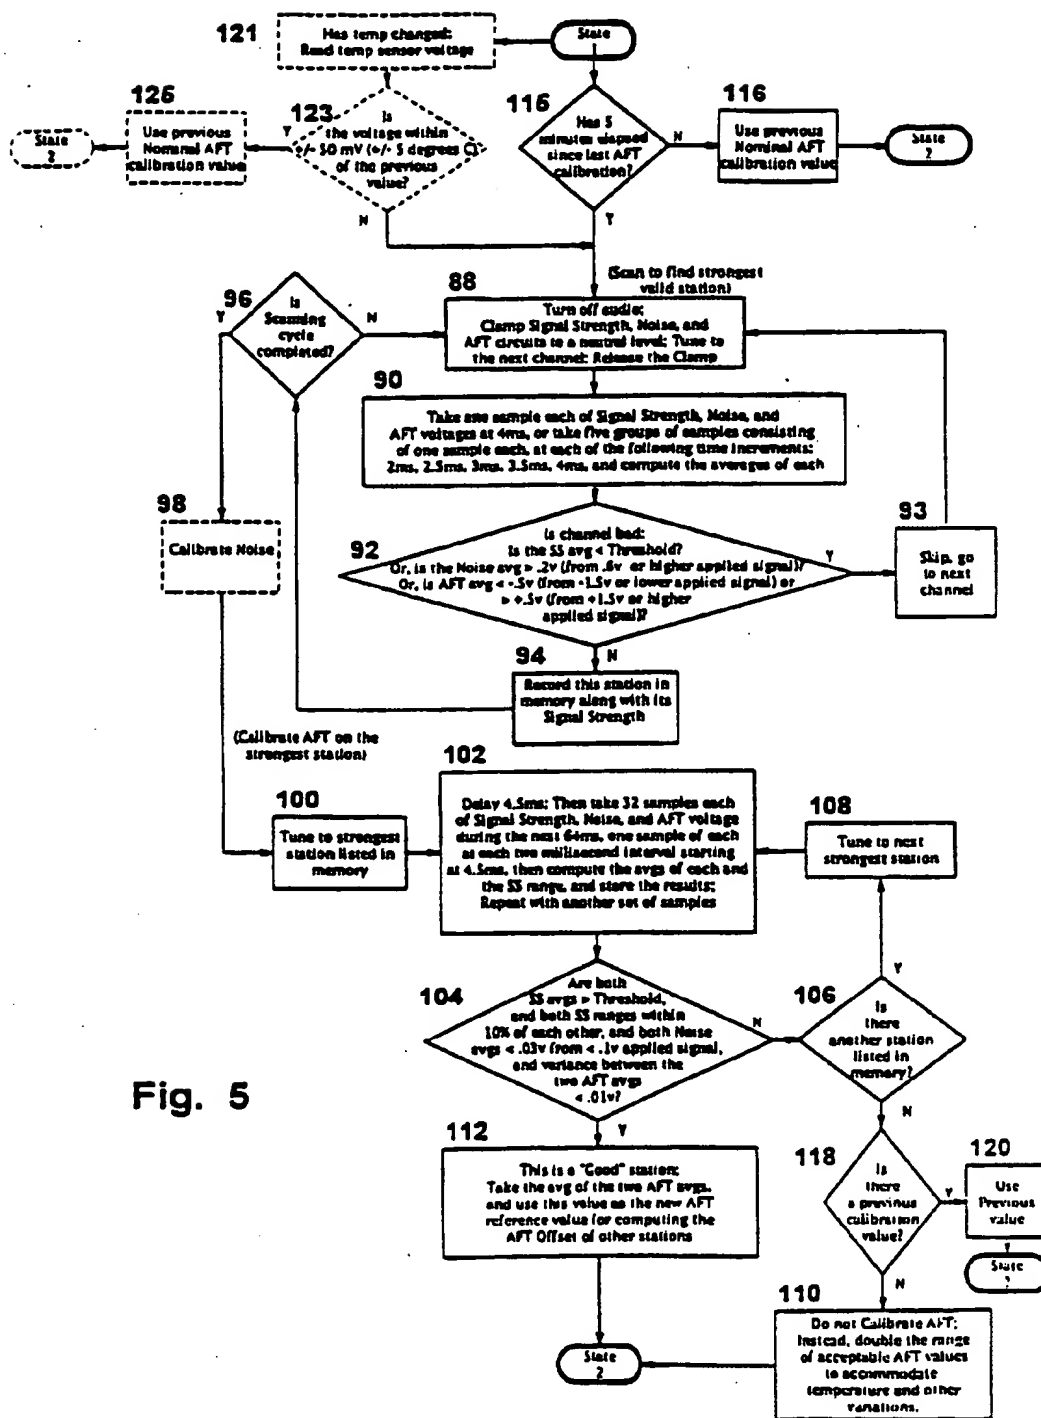 121
Has temp changed:
Read temp sensor voltage
State
125
Use previous
Nominal AFT
calibration value
State
2
123
Is
the voltage within
+/- 50 mV (+/- 5 degrees C)
of the previous
value?
Y
N
115
Has 5
minutes elapsed
since last AFT
calibration?
N
Y
116
Use previous
Nominal AFT
calibration value
State
2
(Scan to find strongest
valid station)
96
Is
Scanning
cycle
completed?
Y
N
88
Turn off audio:
Clamp Signal Strength, Noise, and
AFT circuits to a neutral level; Tune to
the next channel; Release the Clamp
90
Take one sample each of Signal Strength, Noise, and
AFT voltages at 4ms, or take five groups of samples consisting
of one sample each, at each of the following time increments:
2ms, 2.5ms, 3ms, 3.5ms, 4ms, and compute the averages of each
98
Calibrate Noise
92
Is channel bad:
Is the SS avg < Threshold?
Or, is the Noise avg > .2v (from .6v or higher applied signal)?
Or, is AFT avg < -.5v (from -1.5v or lower applied signal) or
> +.5v (from +1.5v or higher
applied signal)?
Y
N
93
Skip, go
to next
channel
94
Record this station in
memory along with its
Signal Strength
(Calibrate AFT on the
strongest station)
100
Tune to strongest
station listed in
memory
102
Delay 4.5ms; Then take 32 samples each
of Signal Strength, Noise, and AFT voltage
during the next 64ms, one sample of each
at each two millisecond interval starting
at 4.5ms, then compute the avgs of each and
the SS range, and store the results;
Repeat with another set of samples
108
Tune to next
strongest station
104
Are both
SS avgs > Threshold,
and both SS ranges within
10% of each other, and both Noise
avgs < .03v (from < .1v applied signal,
and variance between the
two AFT avgs
< .01v?
N
Y
106
Is
there
another station
listed in
memory?
Y
N
Fig. 5
112
This is a "Good" station:
Take the avg of the two AFT avgs,
and use this value as the new AFT
reference value for computing the
AFT Offset of other stations
118
Is
there
a previous
calibration
value?
Y
N
120
Use
Previous
value
State
2
110
Do not Calibrate AFT;
Instead, double the range
of acceptable AFT values
to accommodate
temperature and other
variations.
State
2